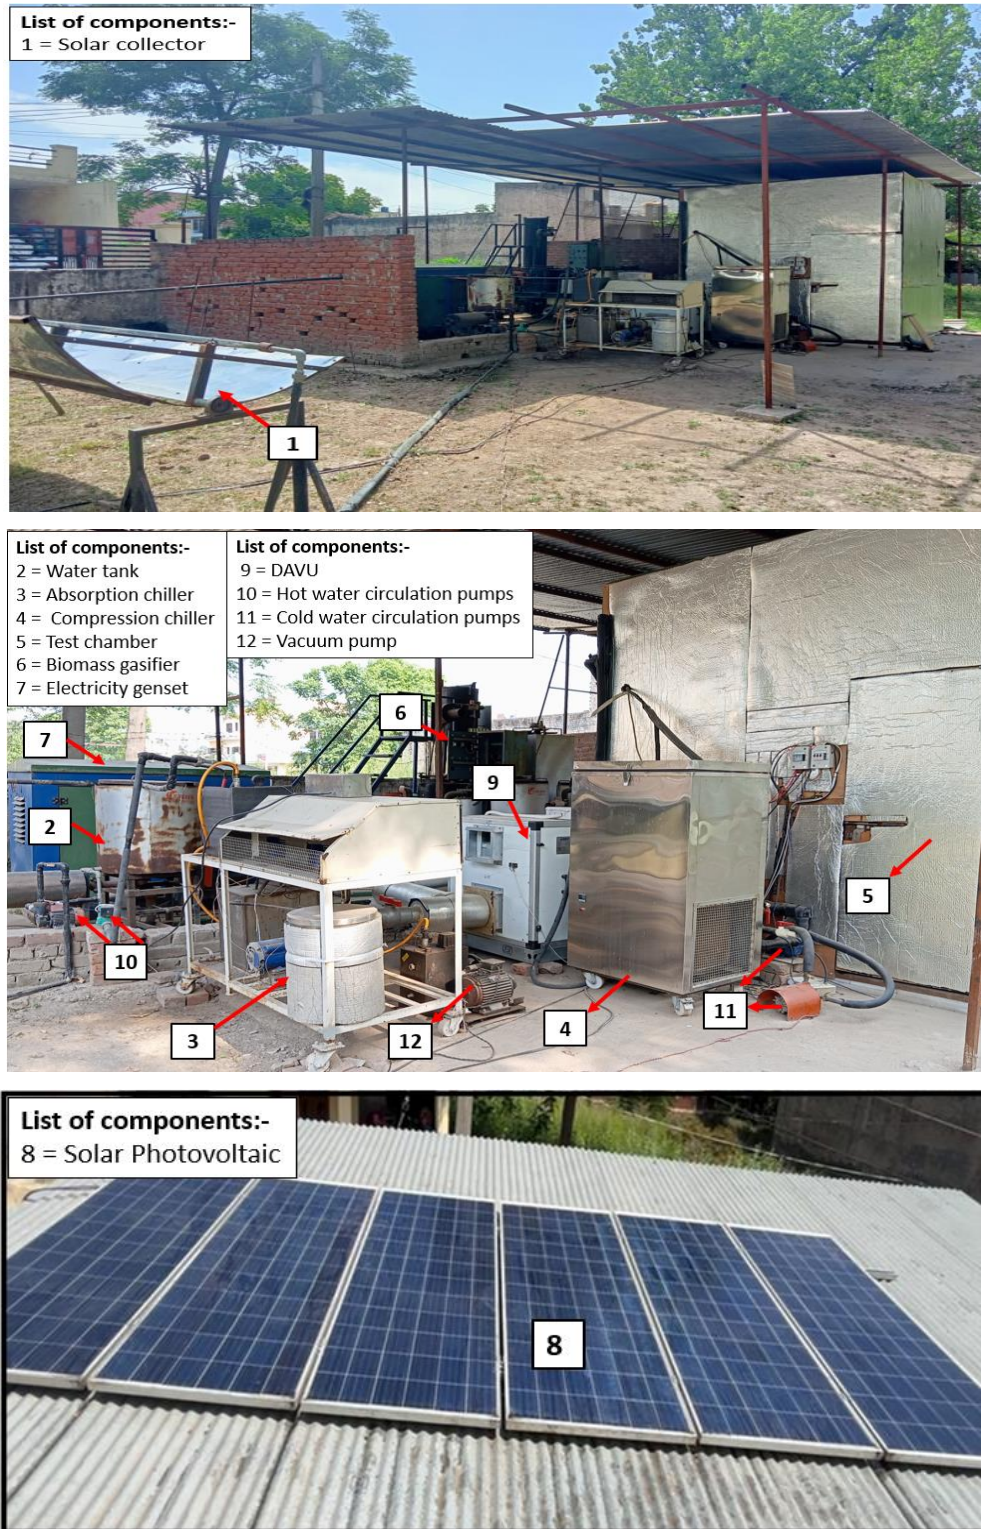 List of components:-
1 = Solar collector
1
List of components:-
2 = Water tank
3 = Absorption chiller
4 = Compression chiller
5 = Test chamber
6 = Biomass gasifier
7 = Electricity genset
List of components:-
9 = DAVU
10 = Hot water circulation pumps
11 = Cold water circulation pumps
12 = Vacuum pump
6
7
9
2
5
10
11
4
3
12
List of components:-
8 = Solar Photovoltaic
8